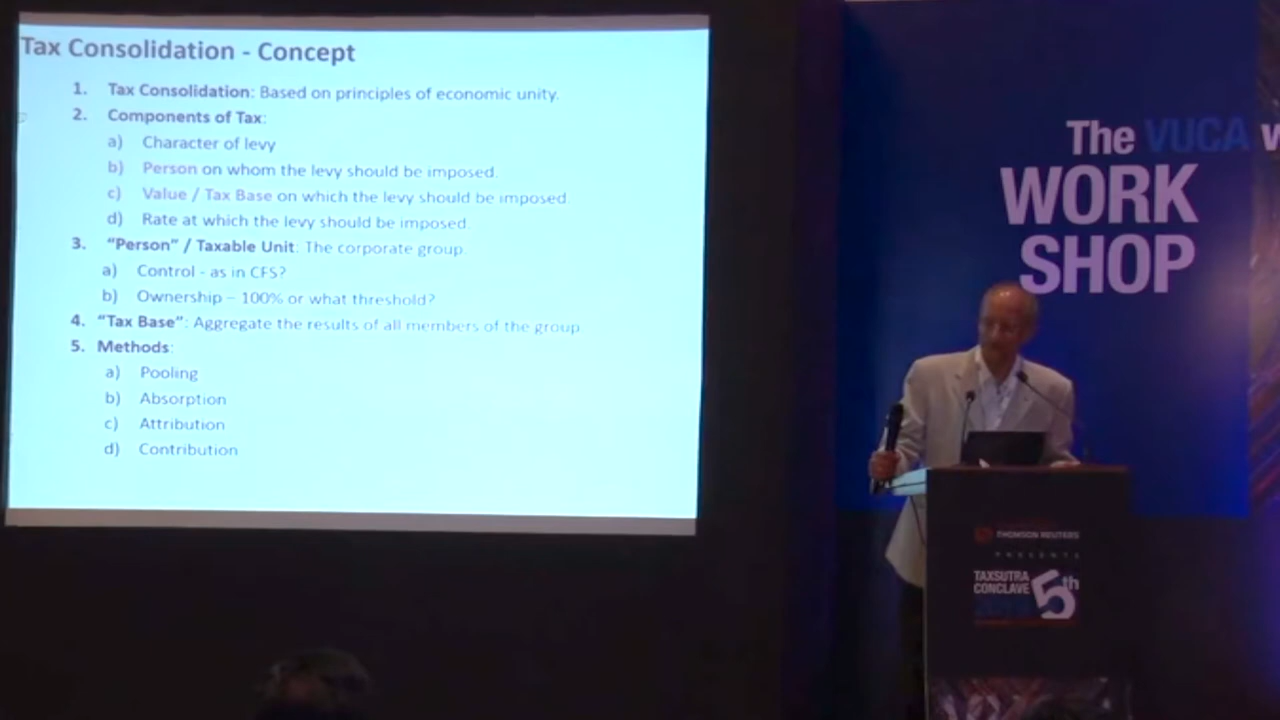 Tax Consolidation - Concept
1. Tax Consolidation: Based on principles of economic unity.
2. Components of Tax:
a) Character of levy
b) Person on whom the levy should be imposed.
c) Value / Tax Base on which the levy should be imposed.
d) Rate at which the levy should be imposed.
3. “Person” / Taxable Unit: The corporate group.
a) Control - as in CFS?
b) Ownership – 100% or what threshold?
4. “Tax Base”: Aggregate the results of all members of the group
5. Methods:
a) Pooling
b) Absorption
c) Attribution
d) Contribution
The VUCA W
WORK
SHOP
THOMSON REUTERS
PRESENTS
TAXSUTRA
CONCLAVE
5th